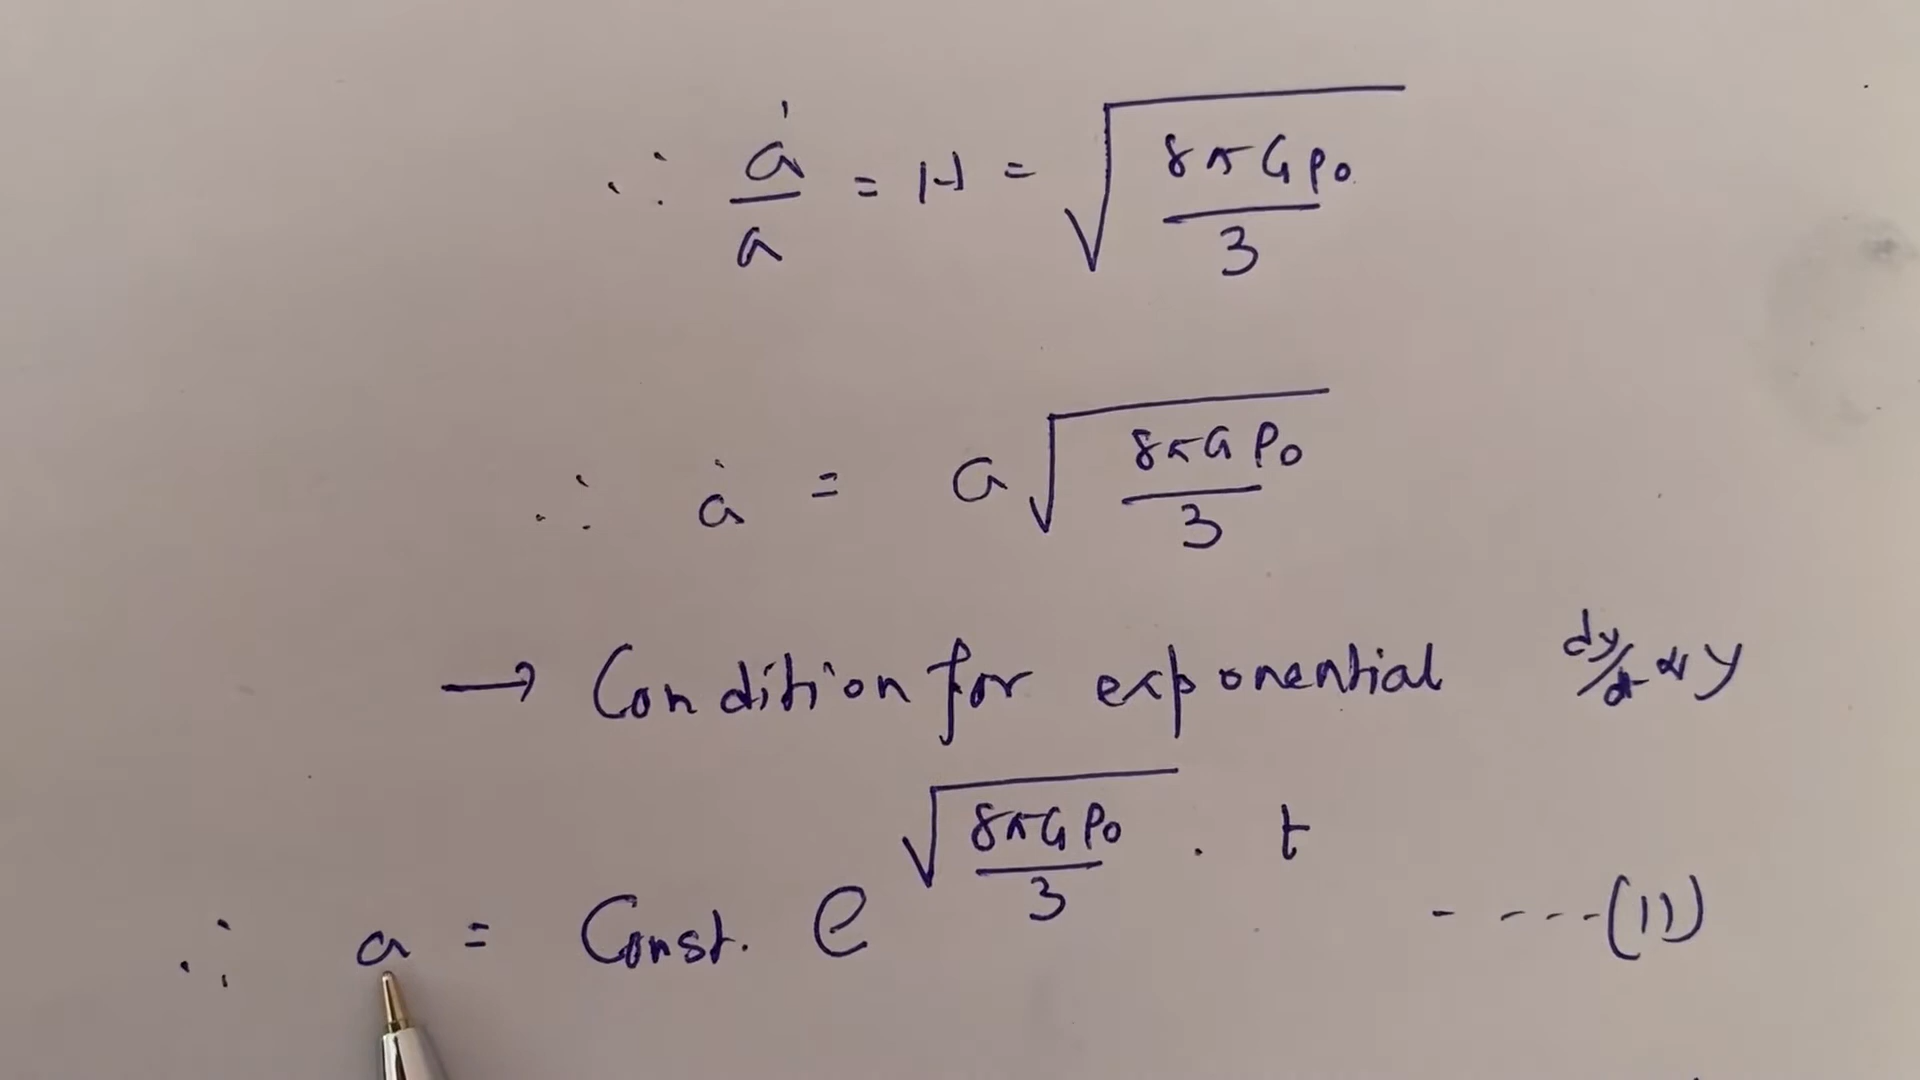 ∴ ȧ/a = H = √(8πGρ₀/3)
∴ ȧ = a√(8πGρ₀/3)
→ Condition for exponential dy/dt ∝ y
∴ a = Const. e^(√(8πGρ₀/3) . t) - - - - (11)